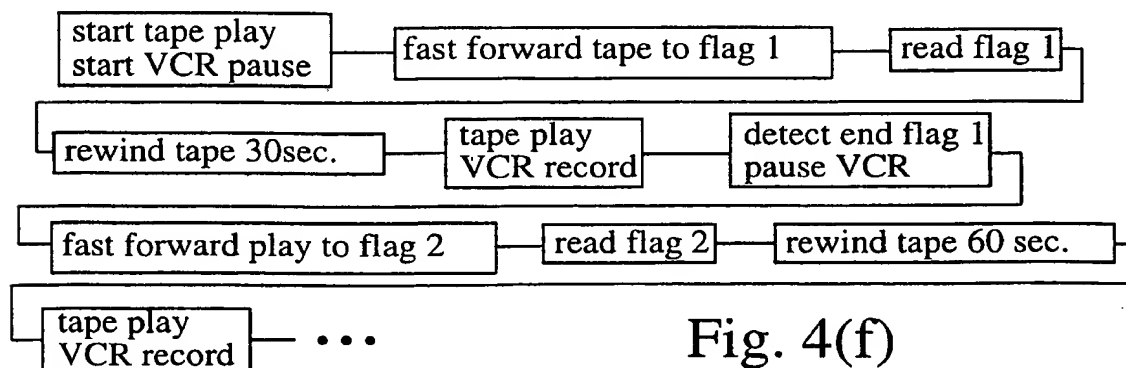 start tape play
start VCR pause
fast forward tape to flag 1
read flag 1
rewind tape 30sec.
tape play
VCR record
detect end flag 1
pause VCR
fast forward play to flag 2
read flag 2
rewind tape 60 sec.
tape play
VCR record
• • •
Fig. 4(f)